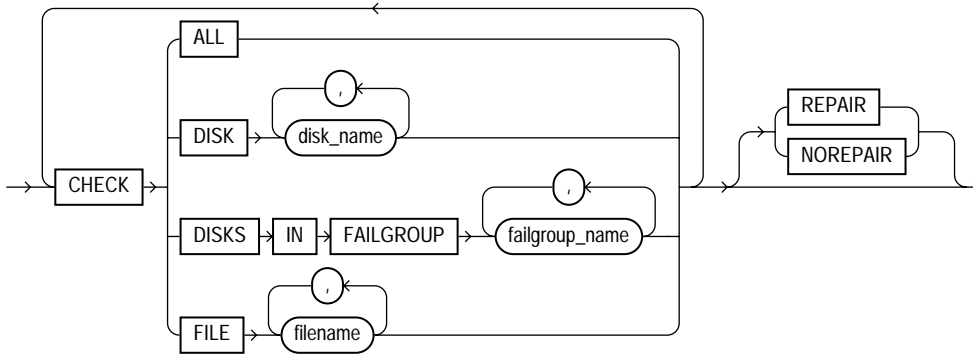 ALL
,
DISK disk_name
REPAIR
NOREPAIR
CHECK
,
DISKS IN FAILGROUP failgroup_name
,
FILE filename